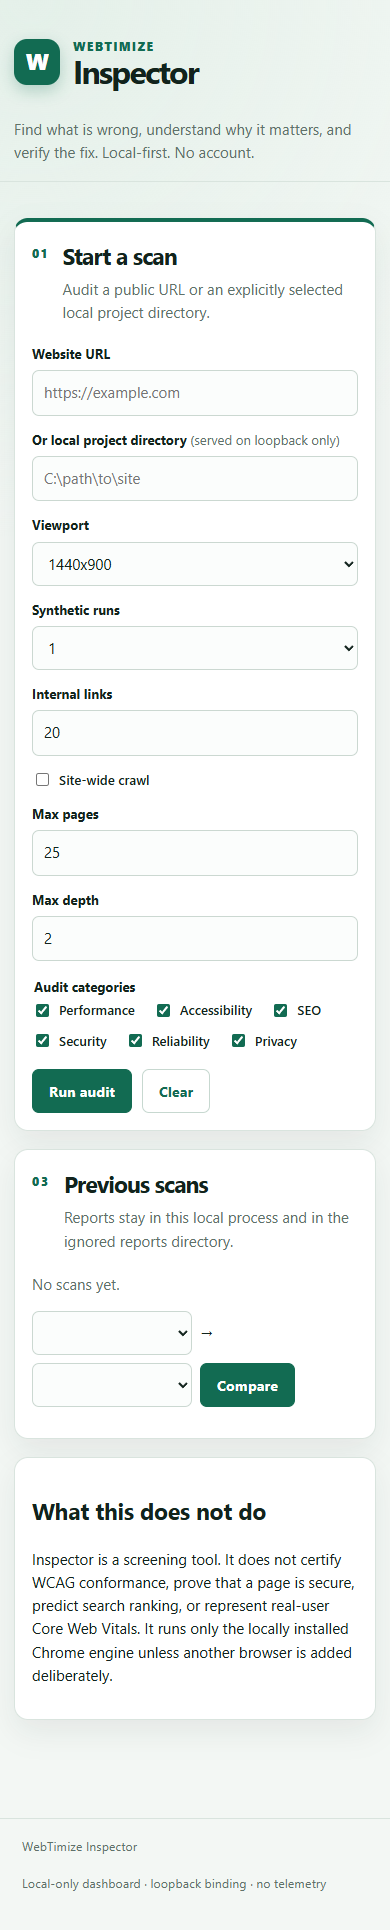 W
WEBTIMIZE
Inspector
Find what is wrong, understand why it matters, and
verify the fix. Local-first. No account.
01 Start a scan
Audit a public URL or an explicitly selected
local project directory.
Website URL
https://example.com
Or local project directory (served on loopback only)
C:\path\to\site
Viewport
1440x900
Synthetic runs
1
Internal links
20
Site-wide crawl
Max pages
25
Max depth
2
Audit categories
Performance Accessibility SEO
Security Reliability Privacy
Run audit Clear
03 Previous scans
Reports stay in this local process and in the
ignored reports directory.
No scans yet.
→
Compare
What this does not do
Inspector is a screening tool. It does not certify
WCAG conformance, prove that a page is secure,
predict search ranking, or represent real-user
Core Web Vitals. It runs only the locally installed
Chrome engine unless another browser is added
deliberately.
WebTimize Inspector
Local-only dashboard · loopback binding · no telemetry